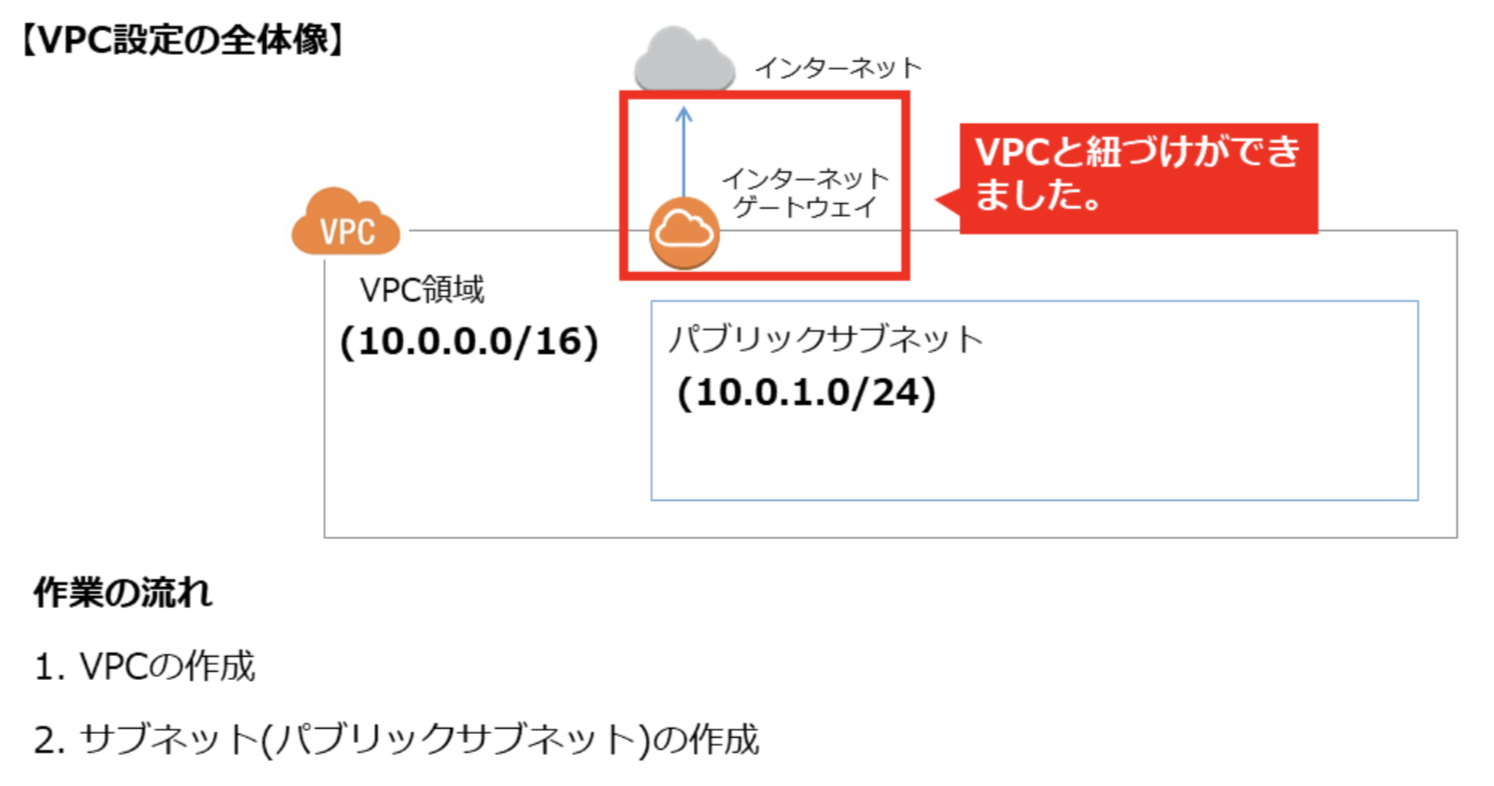 【VPC設定の全体像】
インターネット
インターネット
ゲートウェイ
VPCと紐づけができ
ました。
VPC
VPC領域
(10.0.0.0/16)
パブリックサブネット
(10.0.1.0/24)
作業の流れ
1. VPCの作成
2. サブネット(パブリックサブネット)の作成